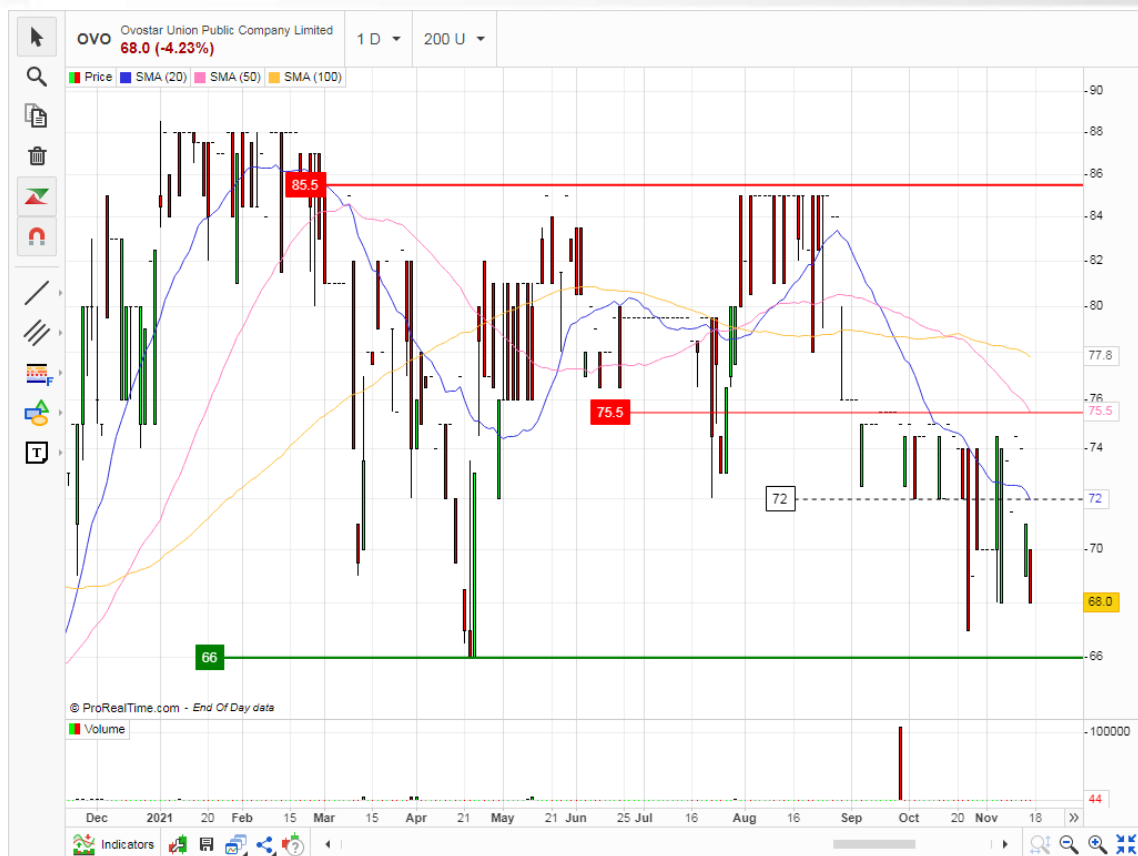 OVO Ovostar Union Public Company Limited
68.0 (-4.23%)
1 D
200 U
Price SMA (20) SMA (50) SMA (100)
90
88
86
85.5
84
82
80
77.8
76
75.5
75.5
74
72
72
70
68.0
66
66
© ProRealTime.com - End Of Day data
Volume
100000
44
Dec 2021 20 Feb 15 Mar 15 Apr 21 May 21 Jun 25 Jul 16 Aug 16 Sep Oct 20 Nov 18
Indicators
F
T